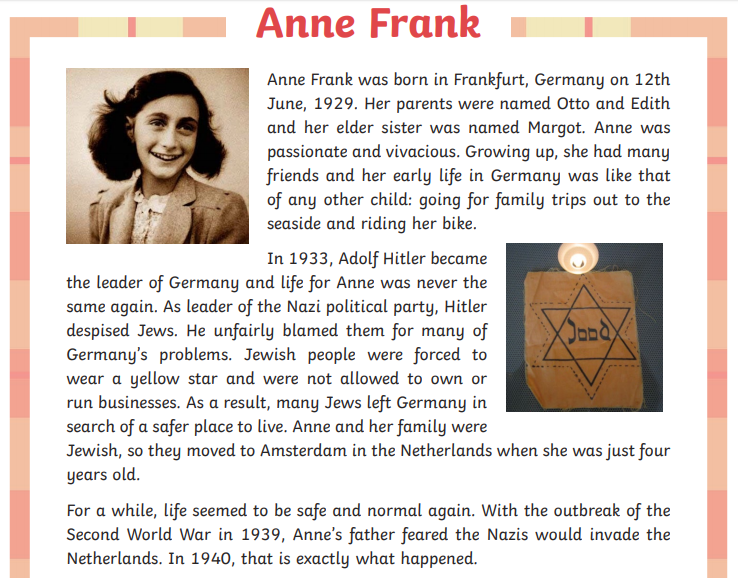 Anne Frank
Anne Frank was born in Frankfurt, Germany on 12th
June, 1929. Her parents were named Otto and Edith
and her elder sister was named Margot. Anne was
passionate and vivacious. Growing up, she had many
friends and her early life in Germany was like that
of any other child: going for family trips out to the
seaside and riding her bike.
In 1933, Adolf Hitler became
the leader of Germany and life for Anne was never the
same again. As leader of the Nazi political party, Hitler
despised Jews. He unfairly blamed them for many of
Germany's problems. Jewish people were forced to
wear a yellow star and were not allowed to own or
run businesses. As a result, many Jews left Germany in
search of a safer place to live. Anne and her family were
Jewish, so they moved to Amsterdam in the Netherlands when she was just four
years old.
Jood
For a while, life seemed to be safe and normal again. With the outbreak of the
Second World War in 1939, Anne's father feared the Nazis would invade the
Netherlands. In 1940, that is exactly what happened.